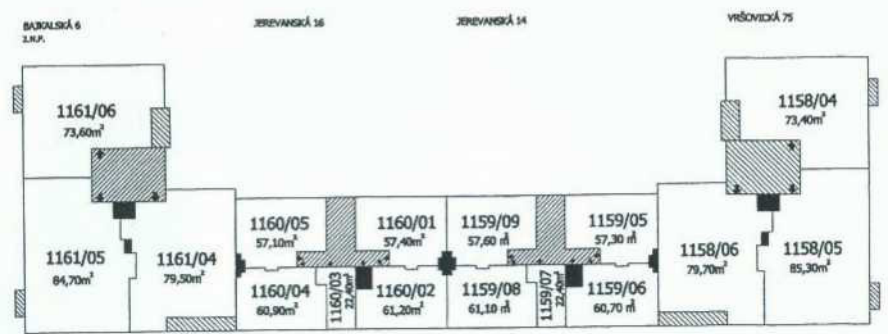 BAJKALSKÁ 6
2.N.P.
JEREVANSKÁ 16
JEREVANSKÁ 14
VRŠOVICKÁ 75
1161/06
73,60m²
1158/04
73,40m²
1161/05
84,70m²
1161/04
79,50m²
1160/05
57,10m²
1160/01
57,40m²
1159/09
57,60 m²
1159/05
57,30 m²
1158/06
79,70m²
1158/05
85,30m²
1160/04
60,90m²
1160/03
22,40m²
1160/02
61,20m²
1159/08
61,10 m²
1159/07
22,40m²
1159/06
60,70 m²